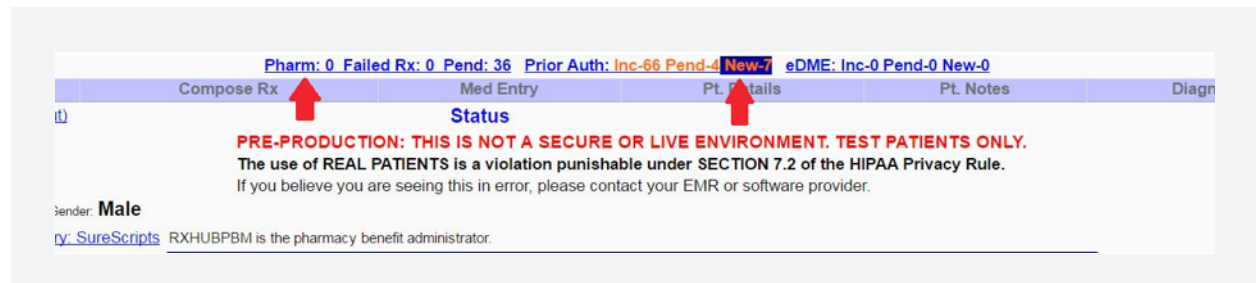 Pharm: 0 Failed Rx: 0 Pend: 36 Prior Auth: Inc-66 Pend-4 New-7 eDME: Inc-0 Pend-0 New-0
Compose Rx Med Entry Pt. Details Pt. Notes
Status
PRE-PRODUCTION: THIS IS NOT A SECURE OR LIVE ENVIRONMENT. TEST PATIENTS ONLY.
The use of REAL PATIENTS is a violation punishable under SECTION 7.2 of the HIPAA Privacy Rule.
If you believe you are seeing this in error, please contact your EMR or software provider.
Gender: Male
SureScripts RXHUBPBM is the pharmacy benefit administrator.